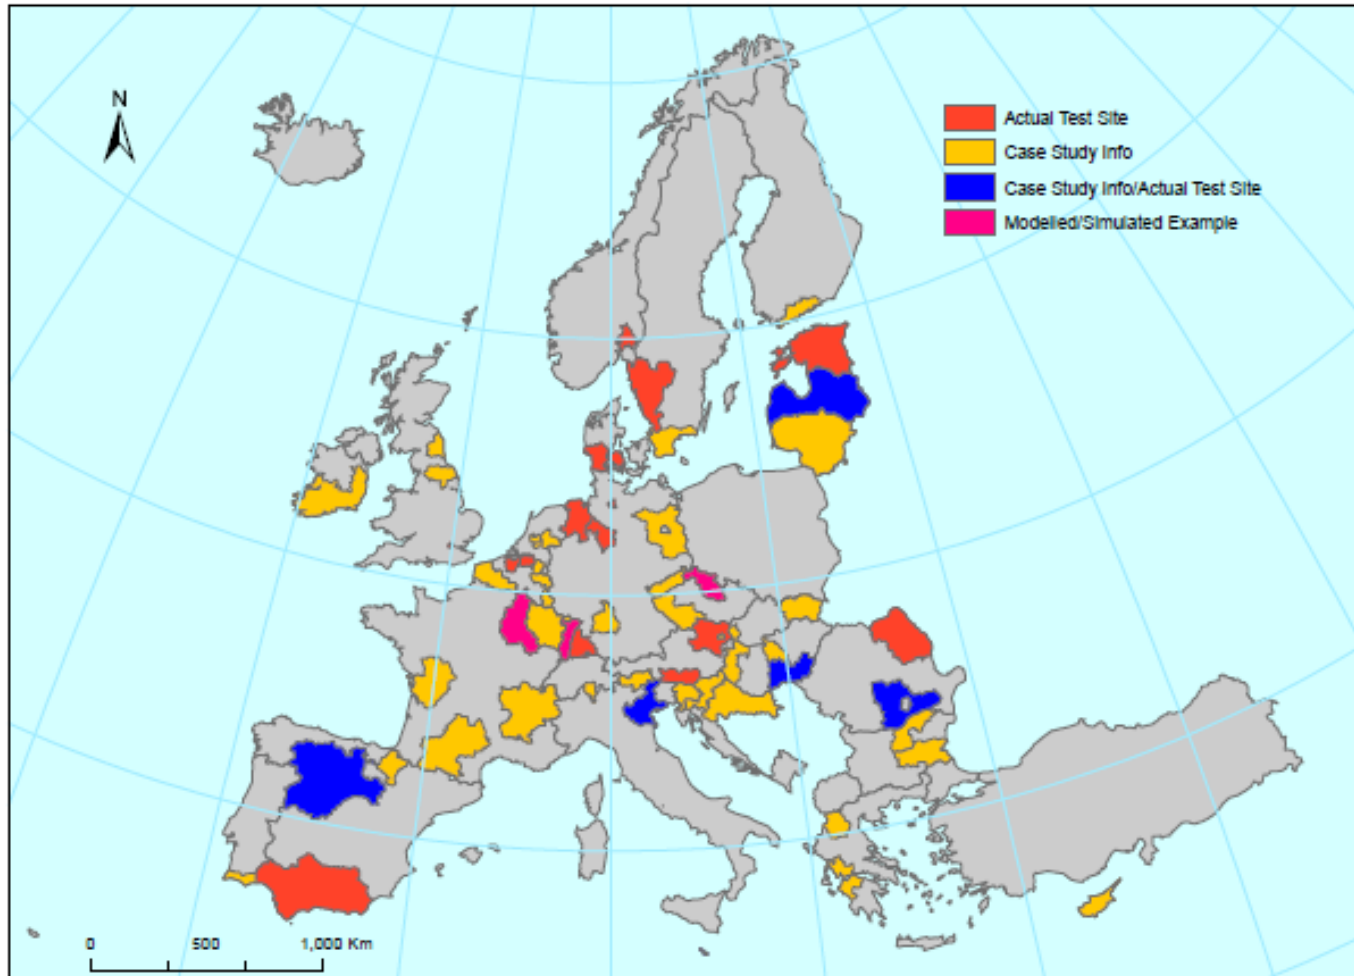 N
Actual Test Site
Case Study Info
Case Study Info/Actual Test Site
Modelled/Simulated Example
0 500 1,000 Km